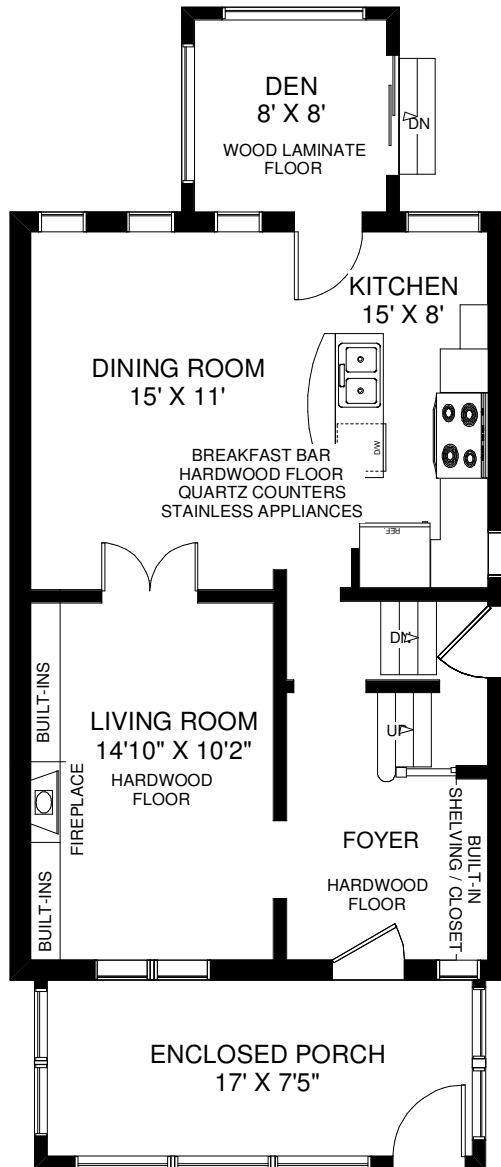 DEN
8' X 8'
WOOD LAMINATE
FLOOR
DN
KITCHEN
15' X 8'
DINING ROOM
15' X 11'
DW
BREAKFAST BAR
HARDWOOD FLOOR
QUARTZ COUNTERS
STAINLESS APPLIANCES
REF.
DN
UP
BUILT-INS
LIVING ROOM
14'10" X 10'2"
HARDWOOD
FLOOR
FIREPLACE
BUILT-INS
FOYER
HARDWOOD
FLOOR
BUILT-IN
SHELVING / CLOSET
ENCLOSED PORCH
17' X 7'5"